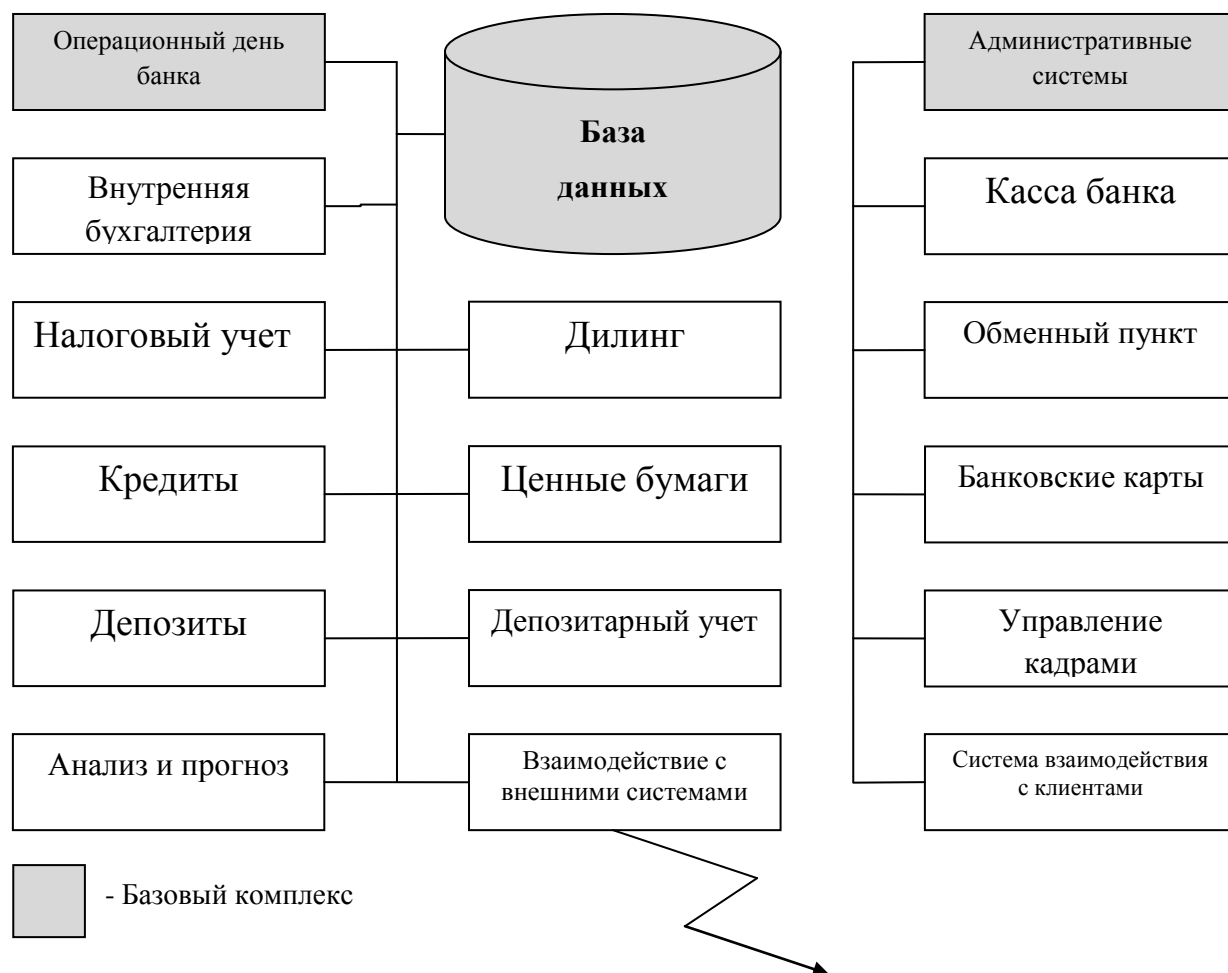 Операционный день
банка
База
данных
Административные
системы
Внутренняя
бухгалтерия
Касса банка
Налоговый учет
Дилинг
Обменный пункт
Кредиты
Ценные бумаги
Банковские карты
Депозиты
Депозитарный учет
Управление
кадрами
Анализ и прогноз
Взаимодействие с
внешними системами
Система взаимодействия
с клиентами
- Базовый комплекс